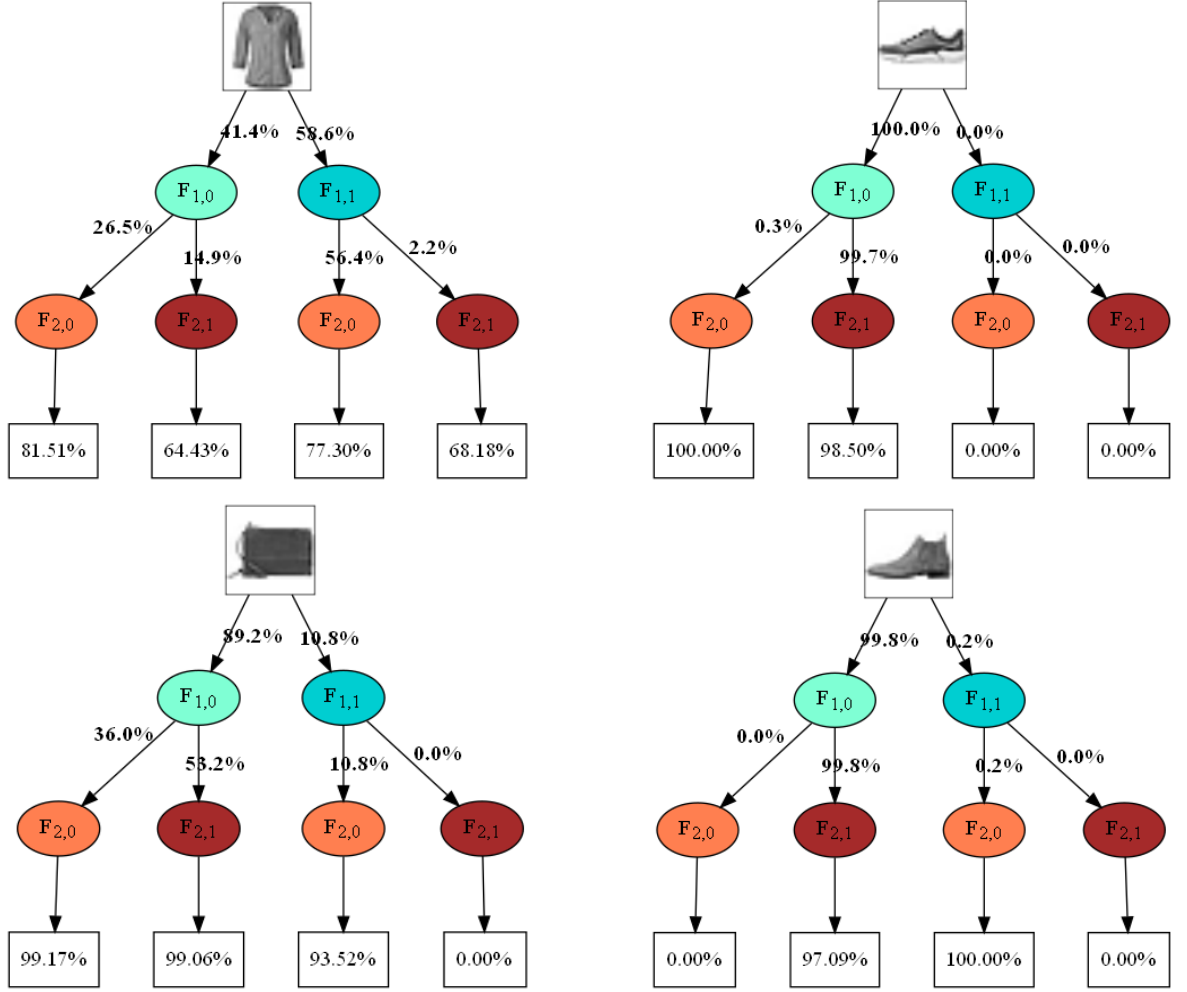 41.4% 58.6%
100.0% 0.0%
F1,0 F1,1
F1,0 F1,1
26.5% 14.9% 56.4% 2.2%
0.3% 99.7% 0.0% 0.0%
F2,0 F2,1 F2,0 F2,1
F2,0 F2,1 F2,0 F2,1
81.51% 64.43% 77.30% 68.18%
100.00% 98.50% 0.00% 0.00%
89.2% 10.8%
99.8% 0.2%
F1,0 F1,1
F1,0 F1,1
36.0% 53.2% 10.8% 0.0%
0.0% 99.8% 0.2% 0.0%
F2,0 F2,1 F2,0 F2,1
F2,0 F2,1 F2,0 F2,1
99.17% 99.06% 93.52% 0.00%
0.00% 97.09% 100.00% 0.00%